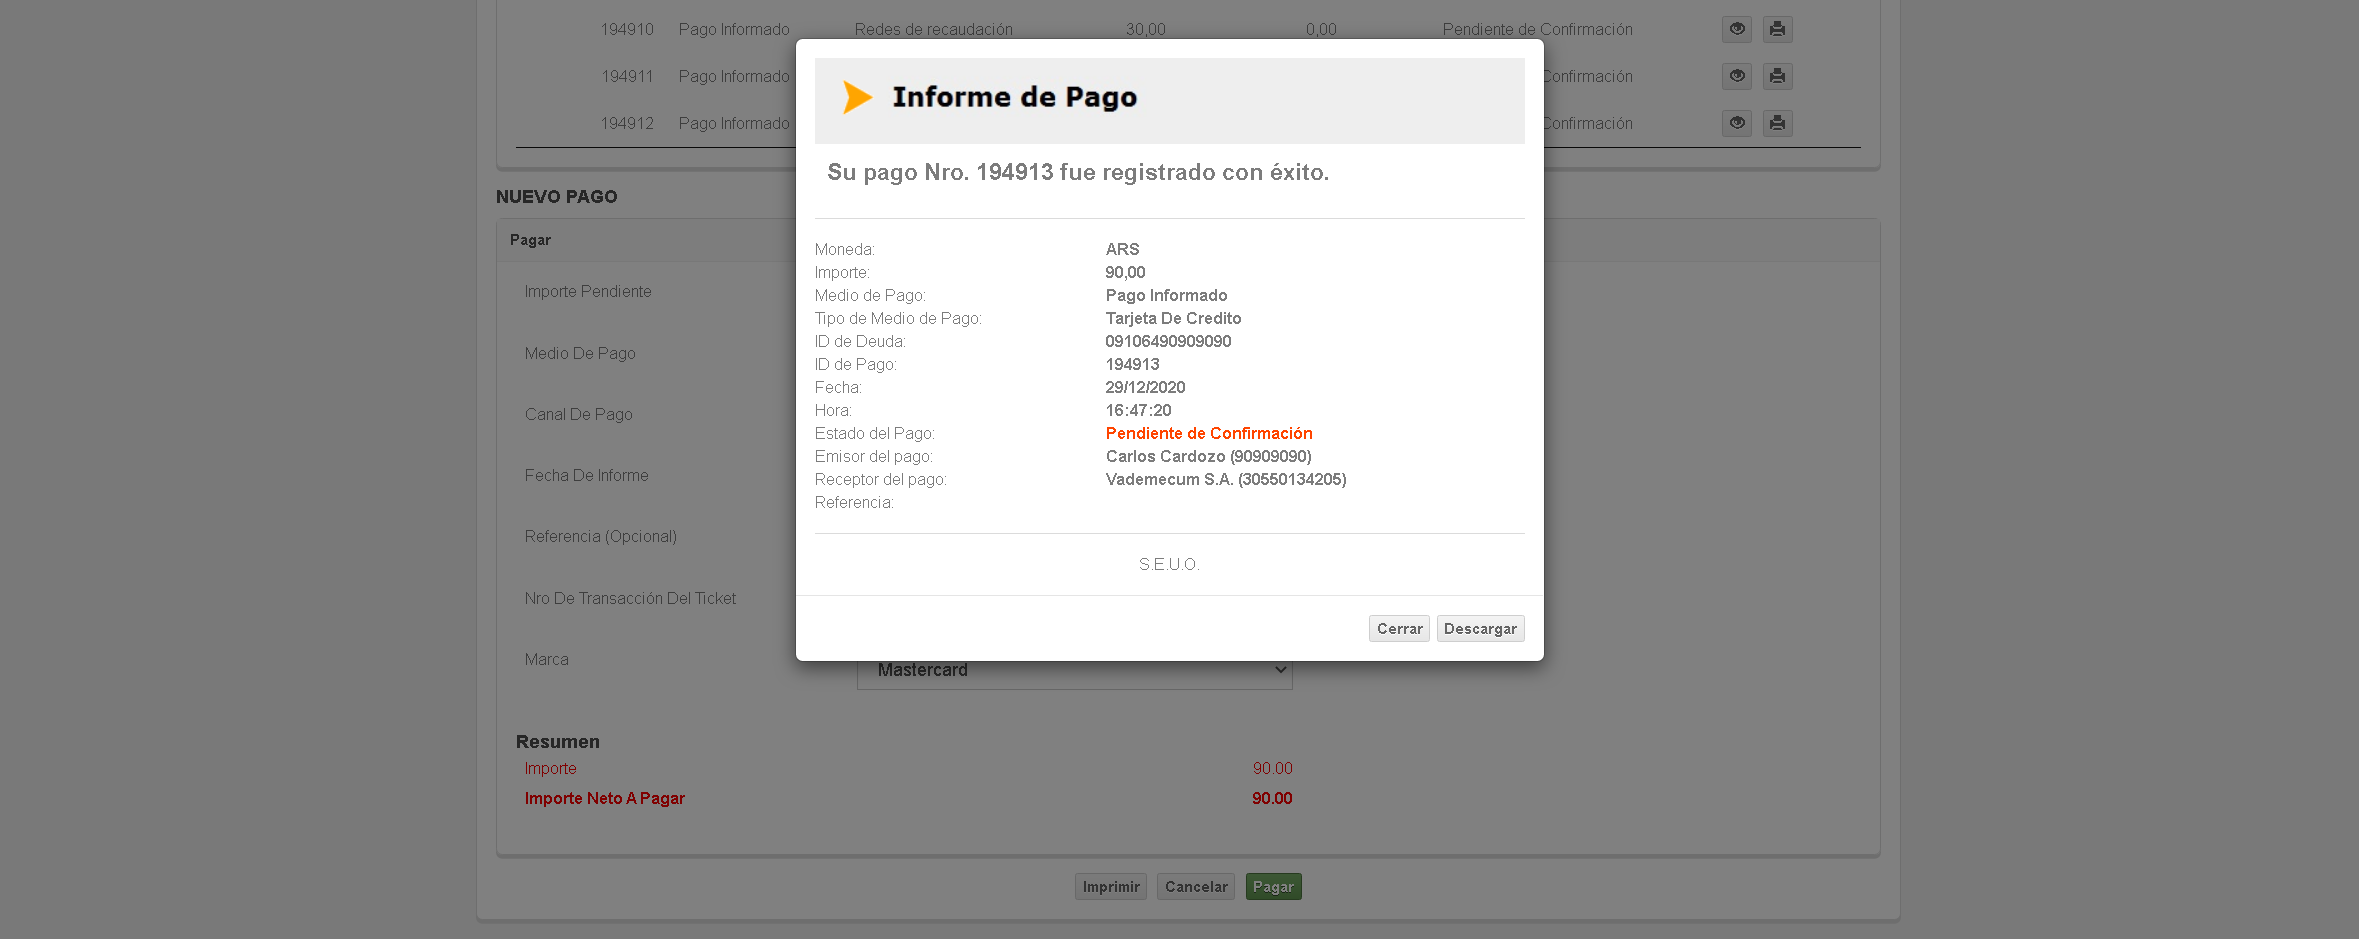 194910 Pago Informado Redes de recaudación 30,00 0,00 Pendiente de Confirmación
194911 Pago Informado Confirmación
194912 Pago Informado Confirmación
Informe de Pago
Su pago Nro. 194913 fue registrado con éxito.
Moneda: ARS
Importe: 90,00
Medio de Pago: Pago Informado
Tipo de Medio de Pago: Tarjeta De Credito
ID de Deuda: 09106490909090
ID de Pago: 194913
Fecha: 29/12/2020
Hora: 16:47:20
Estado del Pago: Pendiente de Confirmación
Emisor del pago: Carlos Cardozo (90909090)
Receptor del pago: Vademecum S.A. (30550134205)
Referencia:
S.E.U.O.
Cerrar Descargar
NUEVO PAGO
Pagar
Importe Pendiente
Medio De Pago
Canal De Pago
Fecha De Informe
Referencia (Opcional)
Nro De Transacción Del Ticket
Marca Mastercard
Resumen
Importe 90.00
Importe Neto A Pagar 90.00
Imprimir Cancelar Pagar